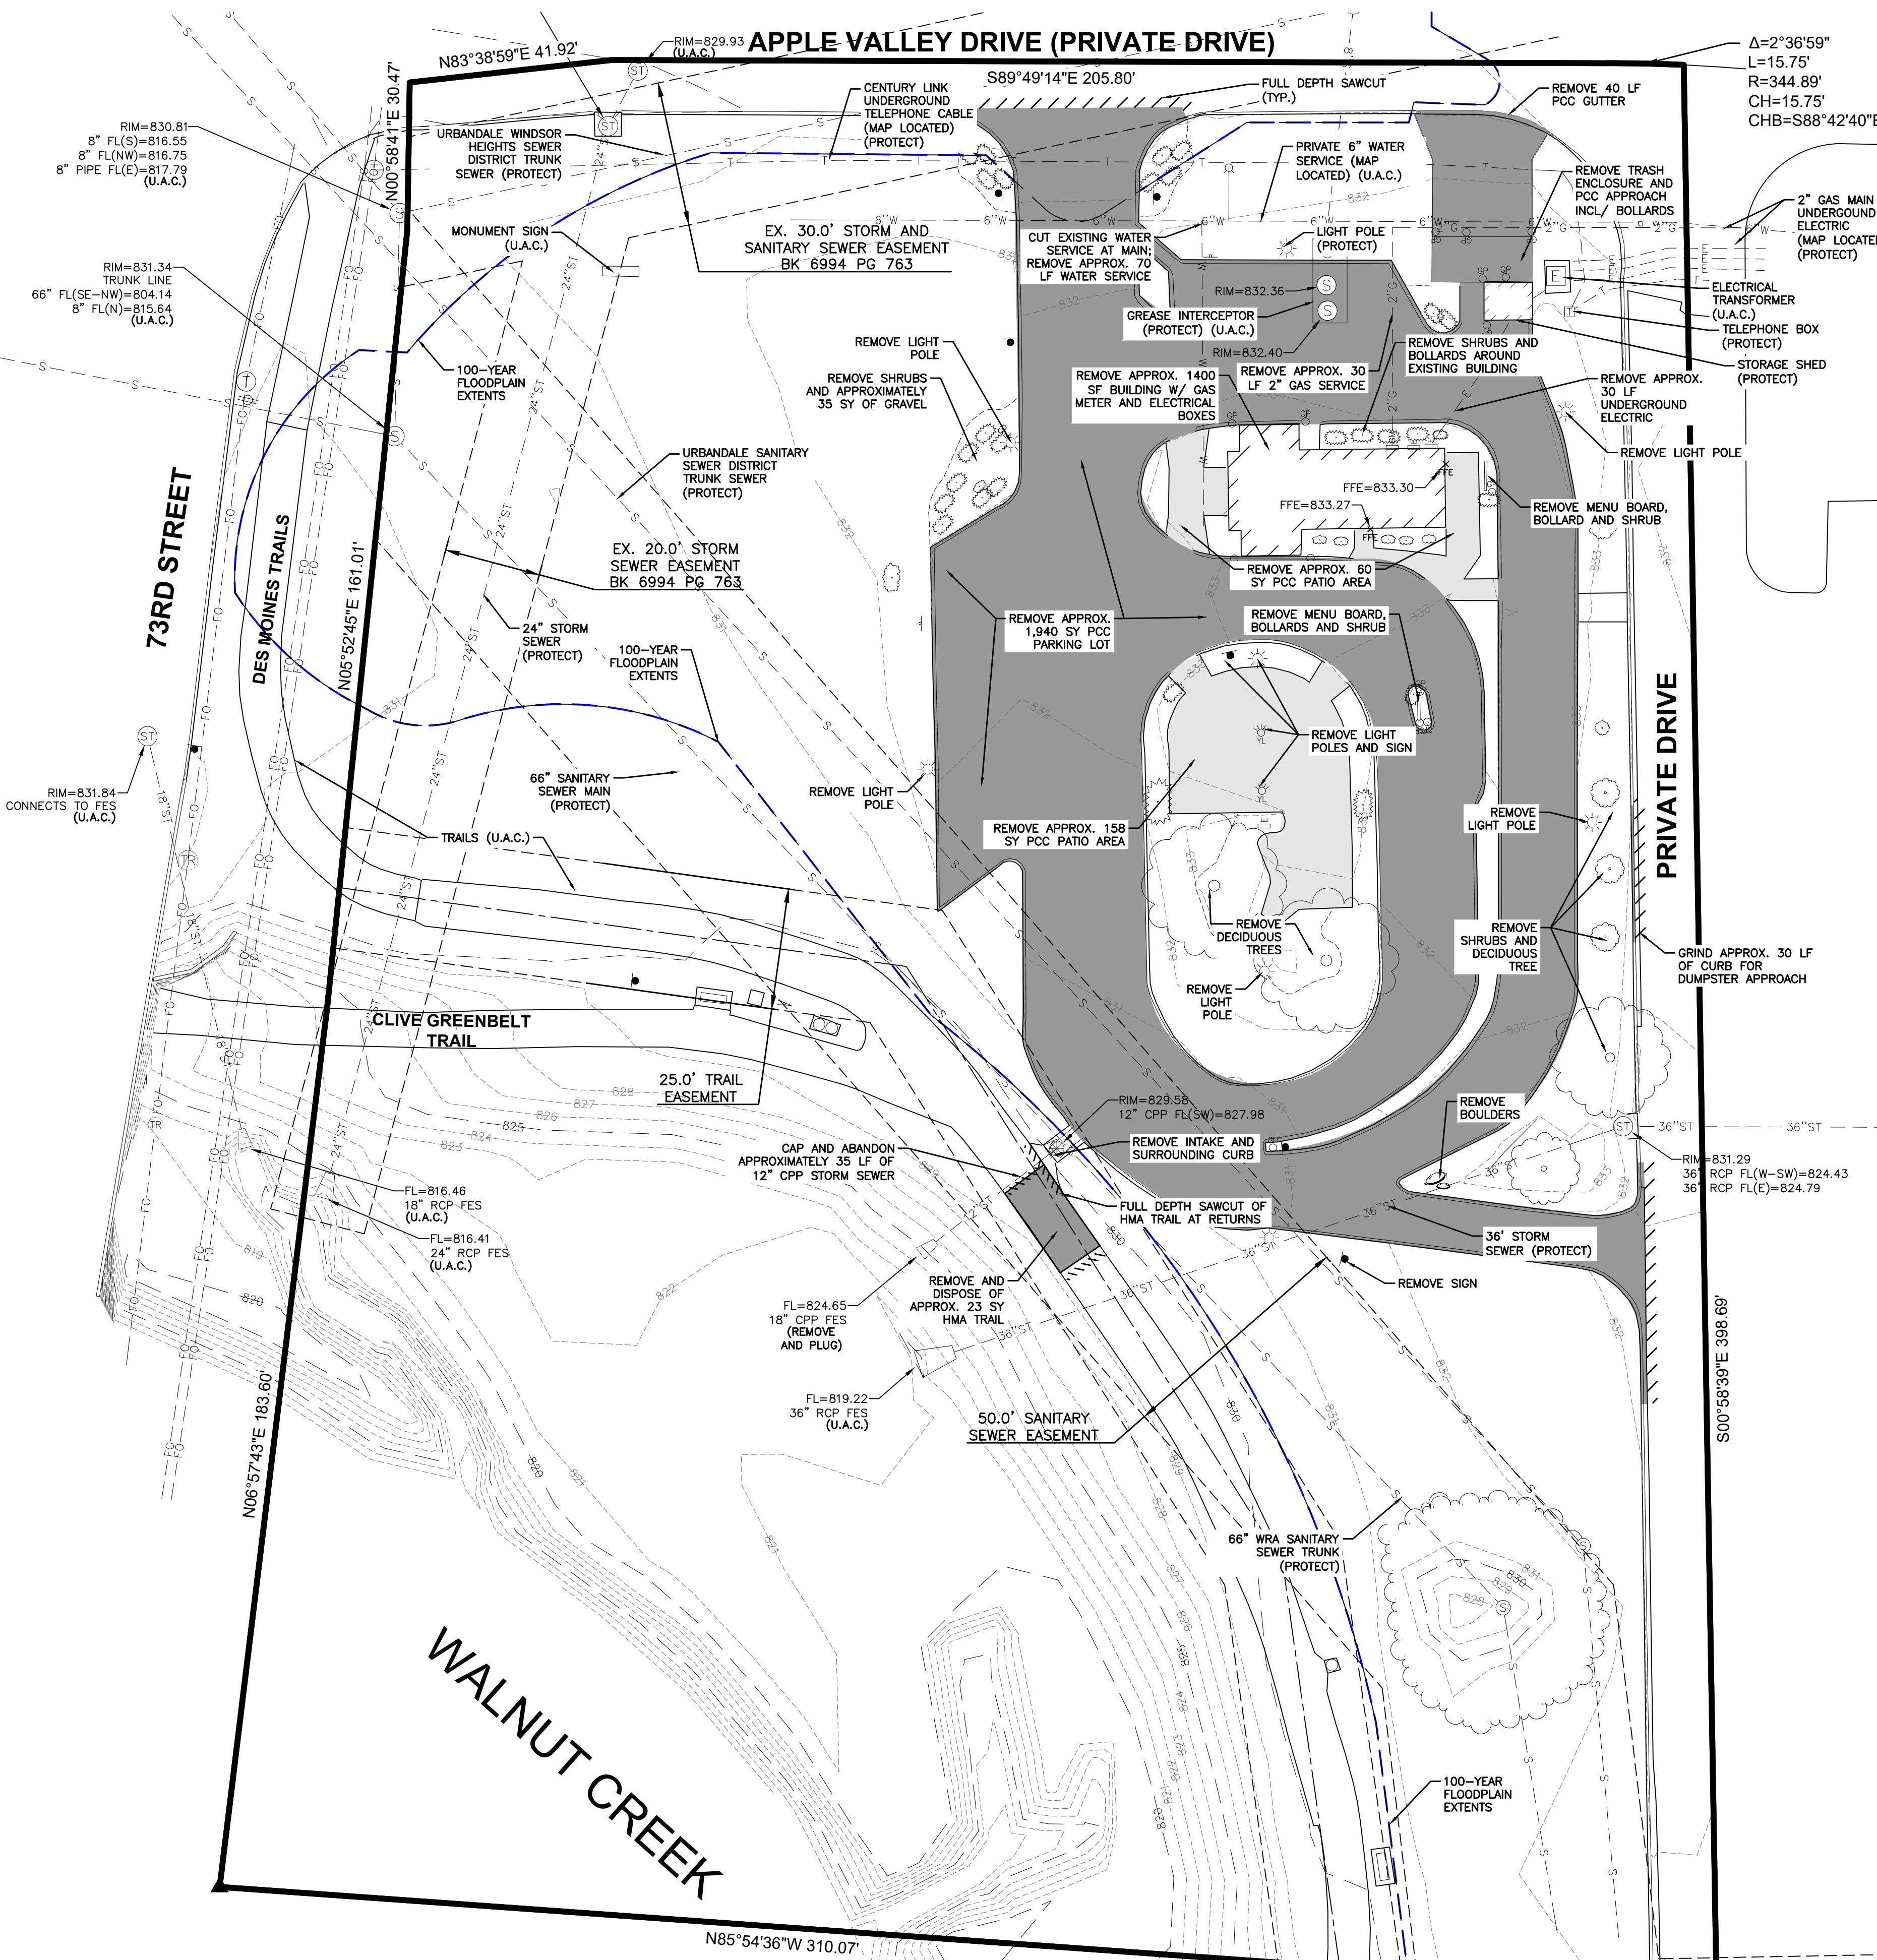 APPLE VALLEY DRIVE (PRIVATE DRIVE)
N83°38'59"E 41.92'
RIM=829.93
(U.A.C.)
S89°49'14"E 205.80'
Δ=2°36'59"
L=15.75'
R=344.89'
CH=15.75'
CHB=S88°42'40"E
N00°58'41"E 30.47'
CENTURY LINK
UNDERGROUND
TELEPHONE CABLE
(MAP LOCATED)
(PROTECT)
FULL DEPTH SAWCUT
(TYP.)
REMOVE 40 LF
PCC GUTTER
RIM=830.81
8" FL(S)=816.55
8" FL(NW)=816.75
8" PIPE FL(E)=817.79
(U.A.C.)
URBANDALE WINDSOR
HEIGHTS SEWER
DISTRICT TRUNK
SEWER (PROTECT)
PRIVATE 6" WATER
SERVICE (MAP
LOCATED) (U.A.C.)
REMOVE TRASH
ENCLOSURE AND
PCC APPROACH
INCL/ BOLLARDS
2" GAS MAIN
UNDERGOUND
ELECTRIC
(MAP LOCATE
(PROTECT)
MONUMENT SIGN
(U.A.C.)
EX. 30.0' STORM AND
SANITARY SEWER EASEMENT
BK 6994 PG 763
CUT EXISTING WATER
SERVICE AT MAIN;
REMOVE APPROX. 70
LF WATER SERVICE
LIGHT POLE
(PROTECT)
RIM=831.34
TRUNK LINE
66" FL(SE-NW)=804.14
8" FL(N)=815.64
(U.A.C.)
RIM=832.36
GREASE INTERCEPTOR
(PROTECT) (U.A.C.)
RIM=832.40
ELECTRICAL
TRANSFORMER
(U.A.C.)
TELEPHONE BOX
(PROTECT)
STORAGE SHED
(PROTECT)
REMOVE LIGHT
POLE
REMOVE SHRUBS
AND APPROXIMATELY
35 SY OF GRAVEL
100-YEAR
FLOODPLAIN
EXTENTS
REMOVE APPROX. 1400
SF BUILDING W/ GAS
METER AND ELECTRICAL
BOXES
REMOVE APPROX. 30
LF 2" GAS SERVICE
REMOVE SHRUBS AND
BOLLARDS AROUND
EXISTING BUILDING
REMOVE APPROX.
30 LF
UNDERGROUND
ELECTRIC
REMOVE LIGHT POLE
URBANDALE SANITARY
SEWER DISTRICT
TRUNK SEWER
(PROTECT)
FFE=833.30
FFE
FFE=833.27
FFE
REMOVE MENU BOARD,
BOLLARD AND SHRUB
73RD STREET
DES MOINES TRAILS
N05°52'45"E 161.01'
EX. 20.0' STORM
SEWER EASEMENT
BK 6994 PG 763
REMOVE APPROX. 60
SY PCC PATIO AREA
24" STORM
SEWER
(PROTECT)
REMOVE APPROX.
1,940 SY PCC
PARKING LOT
REMOVE MENU BOARD,
BOLLARDS AND SHRUB
100-YEAR
FLOODPLAIN
EXTENTS
REMOVE LIGHT
POLES AND SIGN
PRIVATE DRIVE
RIM=831.84
CONNECTS TO FES
(U.A.C.)
66" SANITARY
SEWER MAIN
(PROTECT)
REMOVE LIGHT
POLE
REMOVE
LIGHT POLE
TRAILS (U.A.C.)
REMOVE APPROX. 158
SY PCC PATIO AREA
REMOVE
DECIDUOUS
TREES
REMOVE
SHRUBS AND
DECIDUOUS
TREE
GRIND APPROX. 30 LF
OF CURB FOR
DUMPSTER APPROACH
REMOVE
LIGHT
POLE
CLIVE GREENBELT
TRAIL
25.0' TRAIL
EASEMENT
RIM=829.58
12" CPP FL(SW)=827.98
REMOVE
BOULDERS
CAP AND ABANDON
APPROXIMATELY 35 LF OF
12" CPP STORM SEWER
REMOVE INTAKE AND
SURROUNDING CURB
RIM=831.29
36" RCP FL(W-SW)=824.43
36" RCP FL(E)=824.79
FL=816.46
18" RCP FES
(U.A.C.)
FL=816.41
24" RCP FES
(U.A.C.)
FULL DEPTH SAWCUT OF
HMA TRAIL AT RETURNS
36' STORM
SEWER (PROTECT)
REMOVE SIGN
REMOVE AND
DISPOSE OF
APPROX. 23 SY
HMA TRAIL
FL=824.65
18" CPP FES
(REMOVE
AND PLUG)
FL=819.22
36" RCP FES
(U.A.C.)
50.0' SANITARY
SEWER EASEMENT
S00°58'39"E 398.69'
N06°57'43"E 183.60'
66" WRA SANITARY
SEWER TRUNK
(PROTECT)
WALNUT CREEK
100-YEAR
FLOODPLAIN
EXTENTS
N85°54'36"W 310.07'